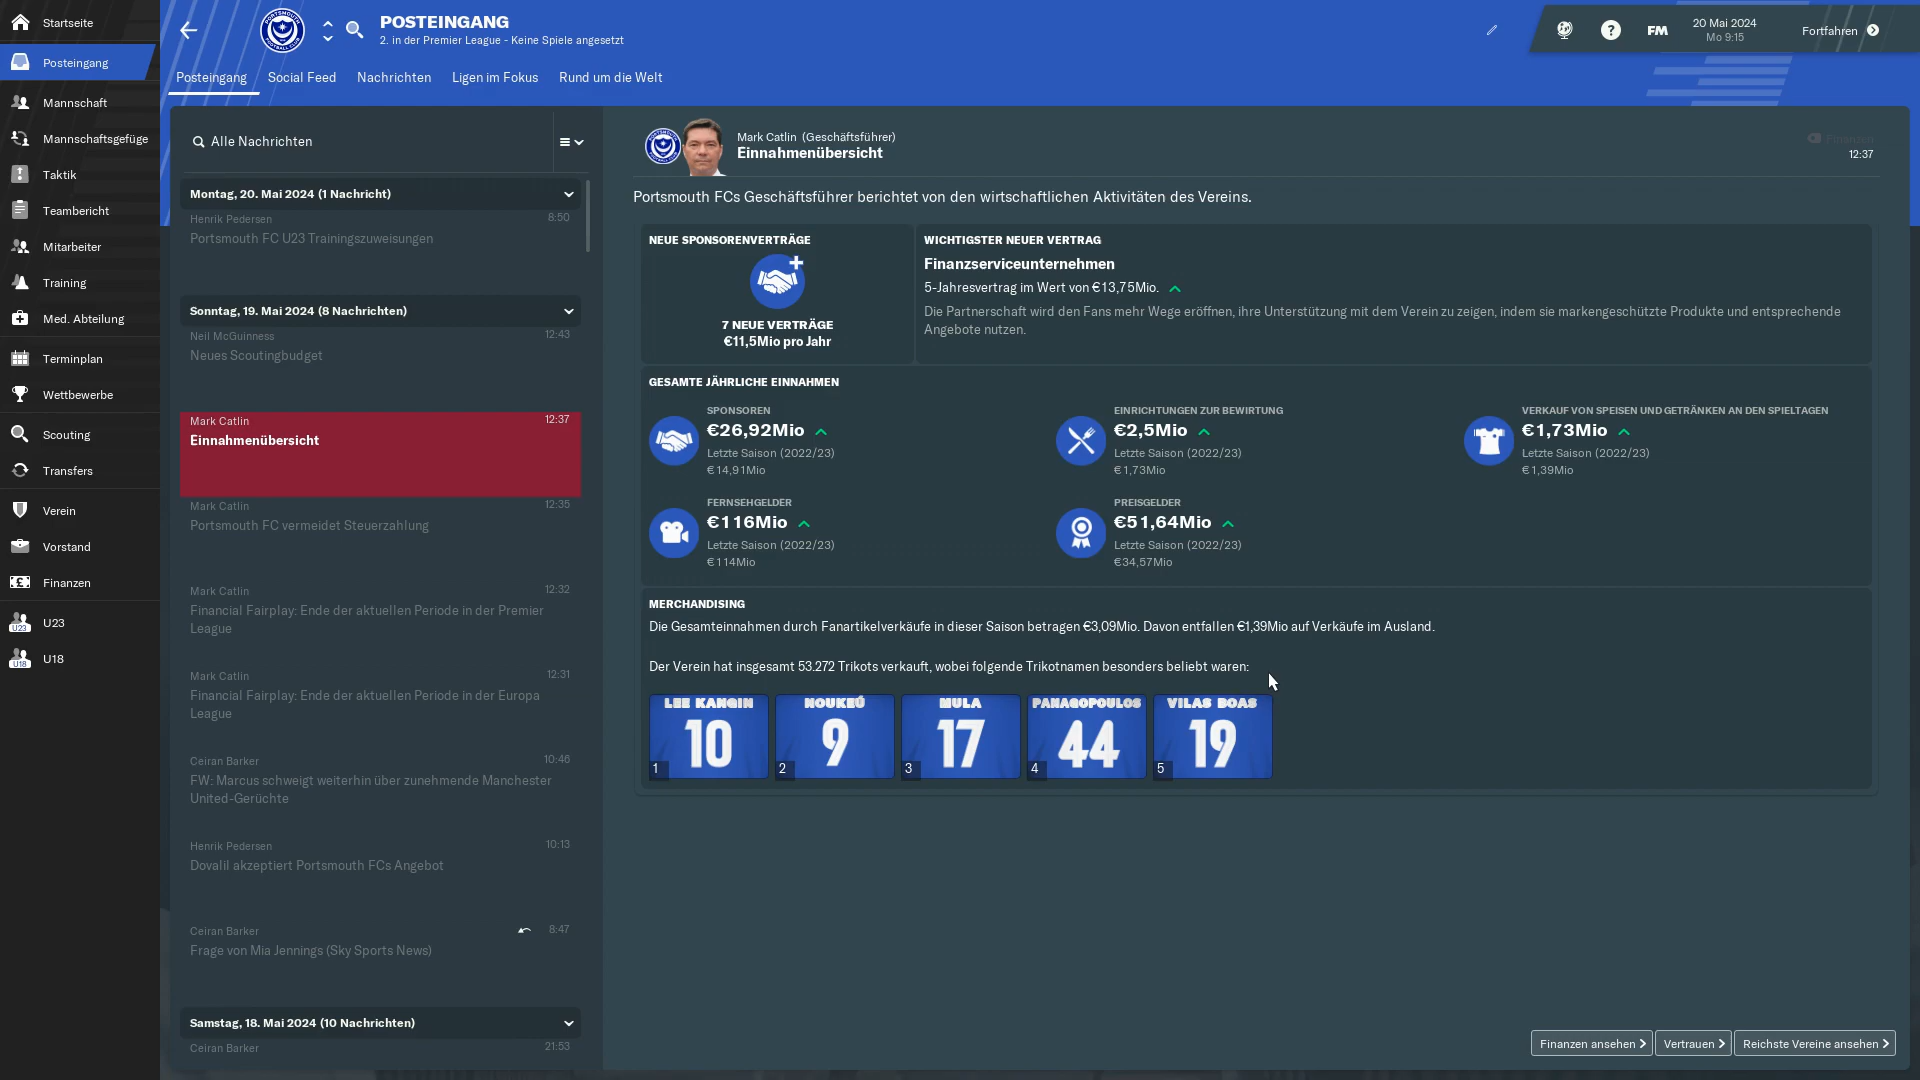 Startseite
Posteingang
Mannschaft
Mannschaftsgefüge
Taktik
Teambericht
Mitarbeiter
Training
Med. Abteilung
Terminplan
Wettbewerbe
Scouting
Transfers
Verein
Vorstand
Finanzen
U23
U18
POSTEINGANG
2. in der Premier League - Keine Spiele angesetzt
FM
20 Mai 2024
Mo 9:15
Fortfahren
Posteingang
Social Feed
Nachrichten
Ligen im Fokus
Rund um die Welt
Alle Nachrichten
Montag, 20. Mai 2024 (1 Nachricht)
Henrik Pedersen
8:50
Portsmouth FC U23 Trainingszuweisungen
Sonntag, 19. Mai 2024 (8 Nachrichten)
Neil McGuinness
12:43
Neues Scoutingbudget
Mark Catlin
12:37
Einnahmenübersicht
Mark Catlin
12:35
Portsmouth FC vermeidet Steuerzahlung
Mark Catlin
12:32
Financial Fairplay: Ende der aktuellen Periode in der Premier
League
Mark Catlin
12:31
Financial Fairplay: Ende der aktuellen Periode in der Europa
League
Ceiran Barker
10:46
FW: Marcus schweigt weiterhin über zunehmende Manchester
United-Gerüchte
Henrik Pedersen
10:13
Dovalil akzeptiert Portsmouth FCs Angebot
Ceiran Barker
8:47
Frage von Mia Jennings (Sky Sports News)
Samstag, 18. Mai 2024 (10 Nachrichten)
Ceiran Barker
21:53
Mark Catlin (Geschäftsführer)
Einnahmenübersicht
Finanzen
12:37
Portsmouth FCs Geschäftsführer berichtet von den wirtschaftlichen Aktivitäten des Vereins.
NEUE SPONSORENVERTRÄGE
7 NEUE VERTRÄGE
€11,5Mio pro Jahr
WICHTIGSTER NEUER VERTRAG
Finanzserviceunternehmen
5-Jahresvertrag im Wert von €13,75Mio.
Die Partnerschaft wird den Fans mehr Wege eröffnen, ihre Unterstützung mit dem Verein zu zeigen, indem sie markengeschützte Produkte und entsprechende
Angebote nutzen.
GESAMTE JÄHRLICHE EINNAHMEN
SPONSOREN
€26,92Mio
Letzte Saison (2022/23)
€14,91Mio
EINRICHTUNGEN ZUR BEWIRTUNG
€2,5Mio
Letzte Saison (2022/23)
€1,73Mio
VERKAUF VON SPEISEN UND GETRÄNKEN AN DEN SPIELTAGEN
€1,73Mio
Letzte Saison (2022/23)
€1,39Mio
FERNSEHGELDER
€116Mio
Letzte Saison (2022/23)
€114Mio
PREISGELDER
€51,64Mio
Letzte Saison (2022/23)
€34,57Mio
MERCHANDISING
Die Gesamteinnahmen durch Fanartikelverkäufe in dieser Saison betragen €3,09Mio. Davon entfallen €1,39Mio auf Verkäufe im Ausland.
Der Verein hat insgesamt 53.272 Trikots verkauft, wobei folgende Trikotnamen besonders beliebt waren:
LEE KANGIN
10
1
NOUKEÚ
9
2
MULA
17
3
PANAGOPOULOS
44
4
VILAS BOAS
19
5
Finanzen ansehen
Vertrauen
Reichste Vereine ansehen